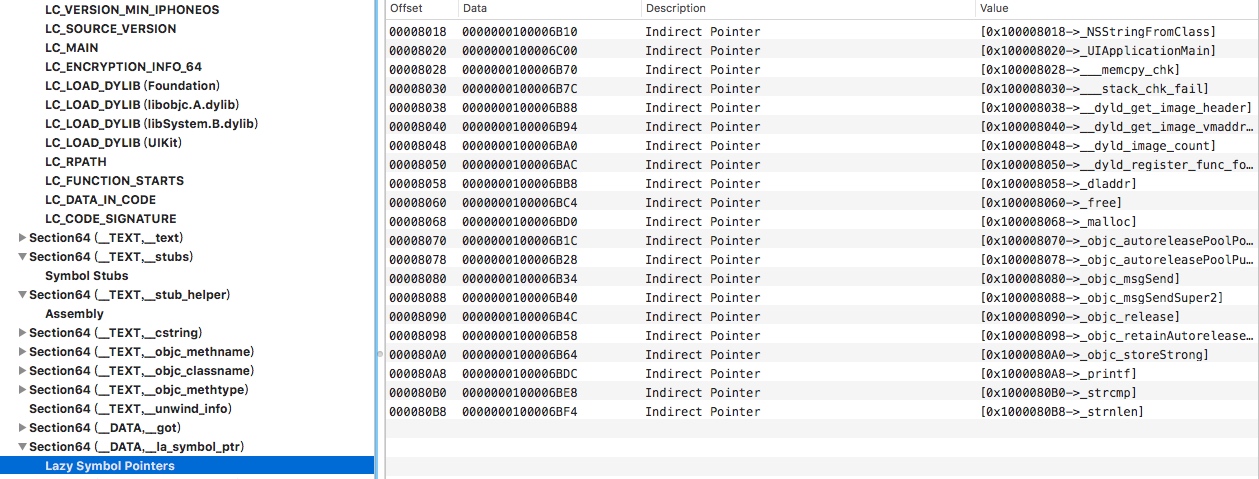 LC_VERSION_MIN_IPHONEOS
LC_SOURCE_VERSION
LC_MAIN
LC_ENCRYPTION_INFO_64
LC_LOAD_DYLIB (Foundation)
LC_LOAD_DYLIB (libobjc.A.dylib)
LC_LOAD_DYLIB (libSystem.B.dylib)
LC_LOAD_DYLIB (UIKit)
LC_RPATH
LC_FUNCTION_STARTS
LC_DATA_IN_CODE
LC_CODE_SIGNATURE
Section64 (__TEXT,__text)
Section64 (__TEXT,__stubs)
Symbol Stubs
Section64 (__TEXT,__stub_helper)
Assembly
Section64 (__TEXT,__cstring)
Section64 (__TEXT,__objc_methname)
Section64 (__TEXT,__objc_classname)
Section64 (__TEXT,__objc_methtype)
Section64 (__TEXT,__unwind_info)
Section64 (__DATA,__got)
Section64 (__DATA,__la_symbol_ptr)
Lazy Symbol Pointers
Offset Data Description Value
00008018 0000000100006B10 Indirect Pointer [0x100008018->_NSStringFromClass]
00008020 0000000100006C00 Indirect Pointer [0x100008020->_UIApplicationMain]
00008028 0000000100006B70 Indirect Pointer [0x100008028->___memcpy_chk]
00008030 0000000100006B7C Indirect Pointer [0x100008030->___stack_chk_fail]
00008038 0000000100006B88 Indirect Pointer [0x100008038->__dyld_get_image_header]
00008040 0000000100006B94 Indirect Pointer [0x100008040->__dyld_get_image_vmaddr…
00008048 0000000100006BA0 Indirect Pointer [0x100008048->__dyld_image_count]
00008050 0000000100006BAC Indirect Pointer [0x100008050->__dyld_register_func_fo…
00008058 0000000100006BB8 Indirect Pointer [0x100008058->_dladdr]
00008060 0000000100006BC4 Indirect Pointer [0x100008060->_free]
00008068 0000000100006BD0 Indirect Pointer [0x100008068->_malloc]
00008070 0000000100006B1C Indirect Pointer [0x100008070->_objc_autoreleasePoolPo…
00008078 0000000100006B28 Indirect Pointer [0x100008078->_objc_autoreleasePoolPu…
00008080 0000000100006B34 Indirect Pointer [0x100008080->_objc_msgSend]
00008088 0000000100006B40 Indirect Pointer [0x100008088->_objc_msgSendSuper2]
00008090 0000000100006B4C Indirect Pointer [0x100008090->_objc_release]
00008098 0000000100006B58 Indirect Pointer [0x100008098->_objc_retainAutorelease…
000080A0 0000000100006B64 Indirect Pointer [0x1000080A0->_objc_storeStrong]
000080A8 0000000100006BDC Indirect Pointer [0x1000080A8->_printf]
000080B0 0000000100006BE8 Indirect Pointer [0x1000080B0->_strcmp]
000080B8 0000000100006BF4 Indirect Pointer [0x1000080B8->_strnlen]